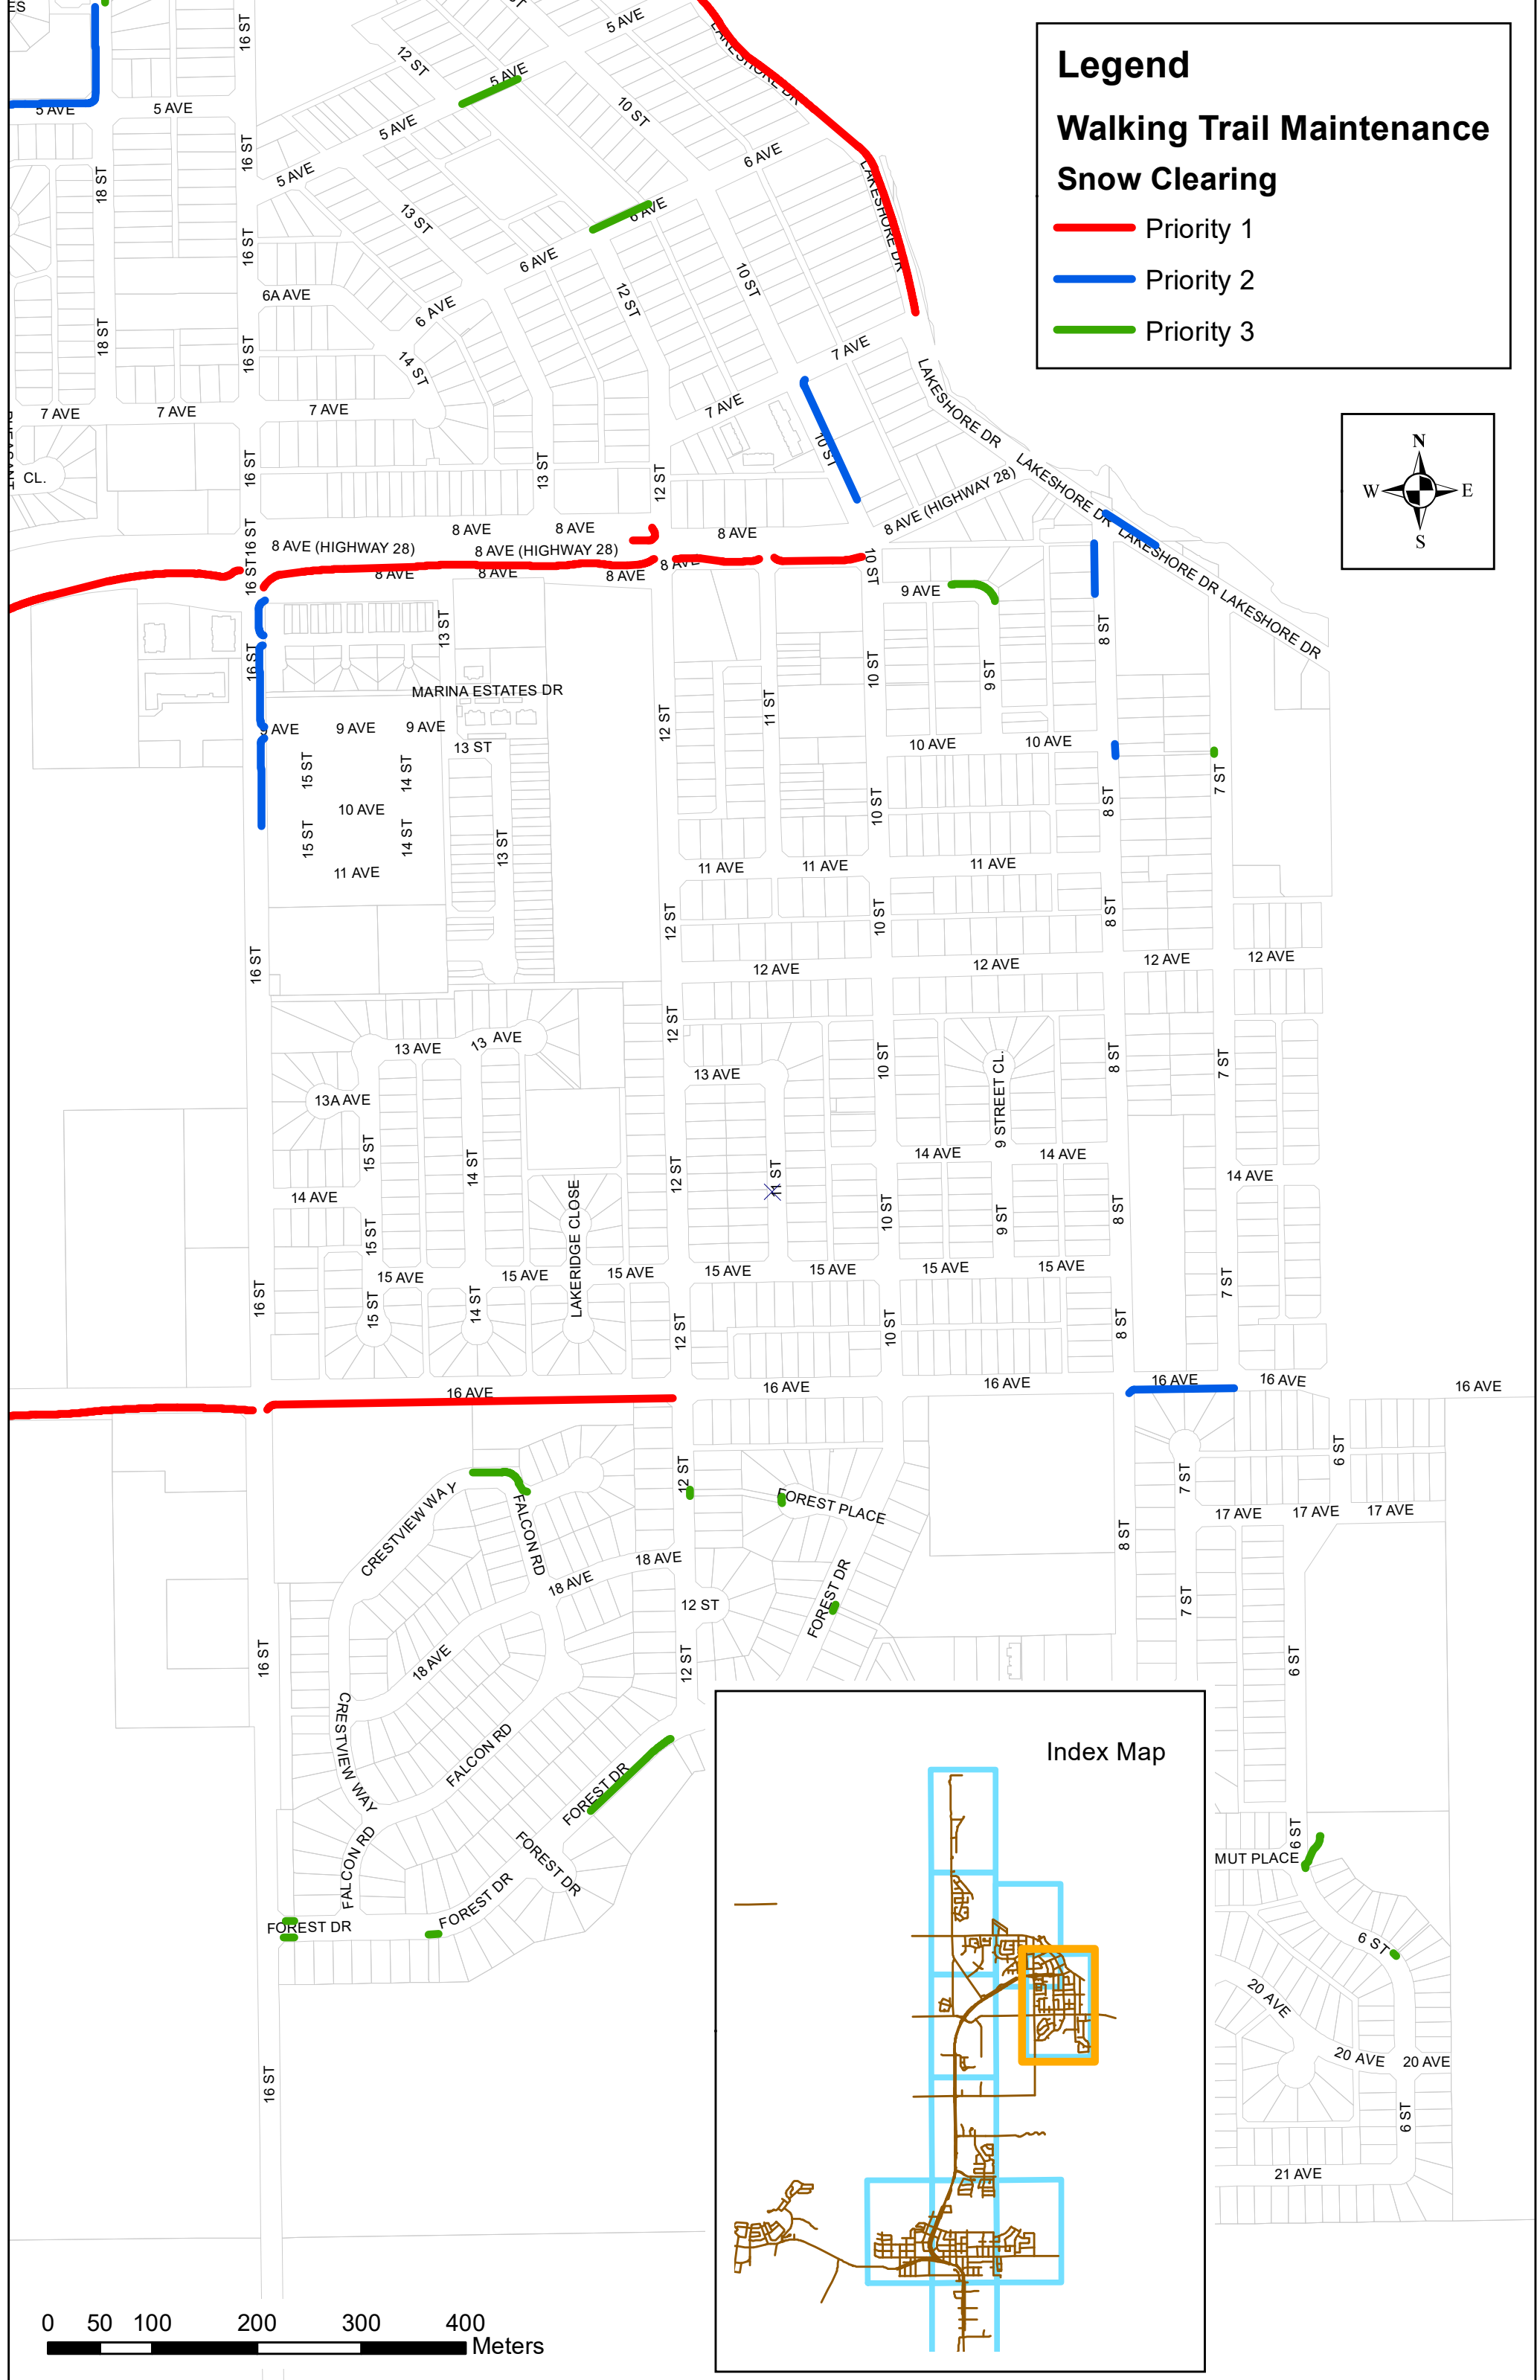 ES
16 ST
12 ST
5 AVE
LAKESHORE DR
Legend
Walking Trail Maintenance
Snow Clearing
Priority 1
Priority 2
Priority 3
5 AVE
5 AVE
5 AVE
5 AVE
5 AVE
10 ST
6 AVE
16 ST
18 ST
13 ST
6 AVE
LAKESHORE DR
16 ST
6 AVE
10 ST
12 ST
6A AVE
6 AVE
18 ST
16 ST
14 ST
7 AVE
LAKESHORE DR
7 AVE
7 AVE
7 AVE
7 AVE
N
W
E
S
CL.
16 ST
13 ST
12 ST
10 ST
8 AVE (HIGHWAY 28)
LAKESHORE DR
LAKESHORE DR LAKESHORE DR
8 AVE
8 AVE
8 AVE
16 ST
16 ST
8 AVE (HIGHWAY 28)
8 AVE (HIGHWAY 28)
8 AVE
8 AVE
8 AVE
8 AVE
10 ST
9 AVE
13 ST
8 ST
16 ST
MARINA ESTATES DR
10 ST
9 ST
11 ST
12 ST
9 AVE
9 AVE
9 AVE
13 ST
10 AVE
10 AVE
15 ST
14 ST
7 ST
10 AVE
10 ST
8 ST
15 ST
14 ST
13 ST
11 AVE
11 AVE
11 AVE
11 AVE
12 ST
10 ST
8 ST
16 ST
12 AVE
12 AVE
12 AVE
12 AVE
12 ST
13 AVE
13 AVE
13 AVE
10 ST
9 STREET CL.
8 ST
7 ST
13A AVE
15 ST
14 ST
12 ST
11 ST
14 AVE
14 AVE
14 AVE
14 AVE
15 ST
LAKERIDGE CLOSE
10 ST
9 ST
8 ST
15 AVE
15 AVE
15 AVE
15 AVE
15 AVE
15 AVE
15 AVE
16 ST
15 ST
14 ST
12 ST
10 ST
8 ST
7 ST
16 AVE
16 AVE
16 AVE
16 AVE
16 AVE
16 AVE
12 ST
7 ST
6 ST
CRESTVIEW WAY
FALCON RD
FOREST PLACE
17 AVE
17 AVE
17 AVE
8 ST
18 AVE
18 AVE
12 ST
FOREST DR
7 ST
16 ST
18 AVE
12 ST
6 ST
CRESTVIEW WAY
FALCON RD
FOREST DR
Index Map
FALCON RD
FOREST DR
FOREST DR
FOREST DR
6 ST
MUT PLACE
6 ST
20 AVE
20 AVE
20 AVE
16 ST
6 ST
21 AVE
0 50 100 200 300 400
Meters